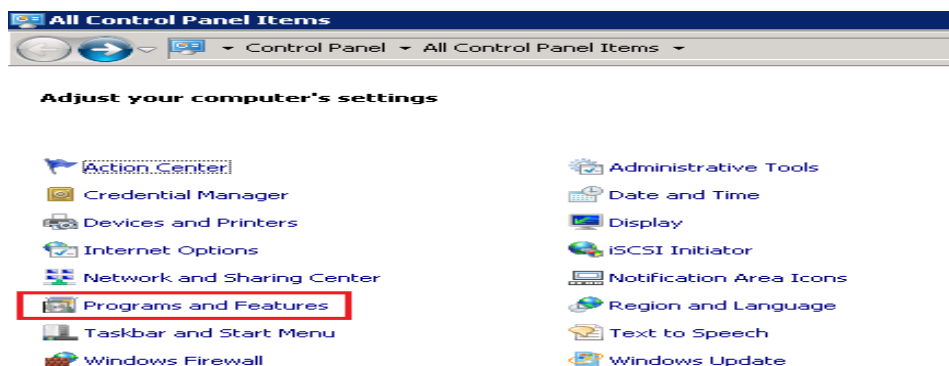 All Control Panel Items
Control Panel All Control Panel Items
Adjust your computer's settings
Action Center
Administrative Tools
Credential Manager
Date and Time
Devices and Printers
Display
Internet Options
iSCSI Initiator
Network and Sharing Center
Notification Area Icons
Programs and Features
Region and Language
Taskbar and Start Menu
Text to Speech
Windows Firewall
Windows Update